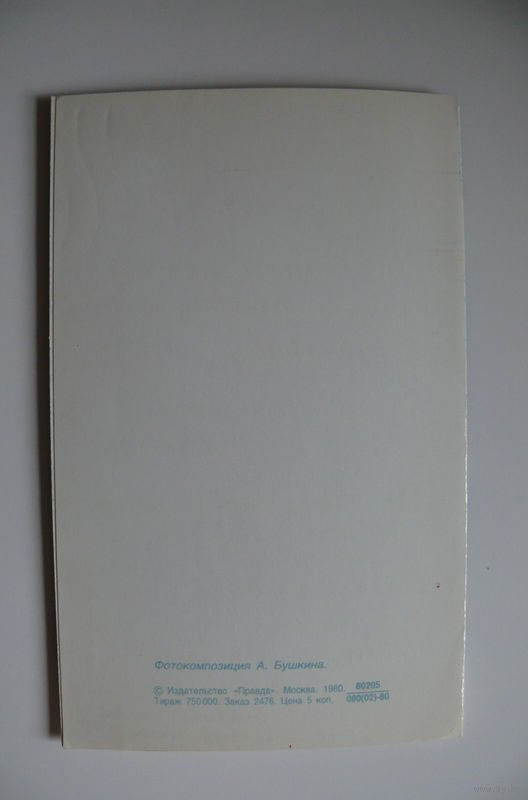 Фотокомпозиция А. Бушкина.
© Издательство «Правда». Москва. 1980. 80205
Тираж 750 000. Заказ 2476. Цена 5 коп. 080(02)-80